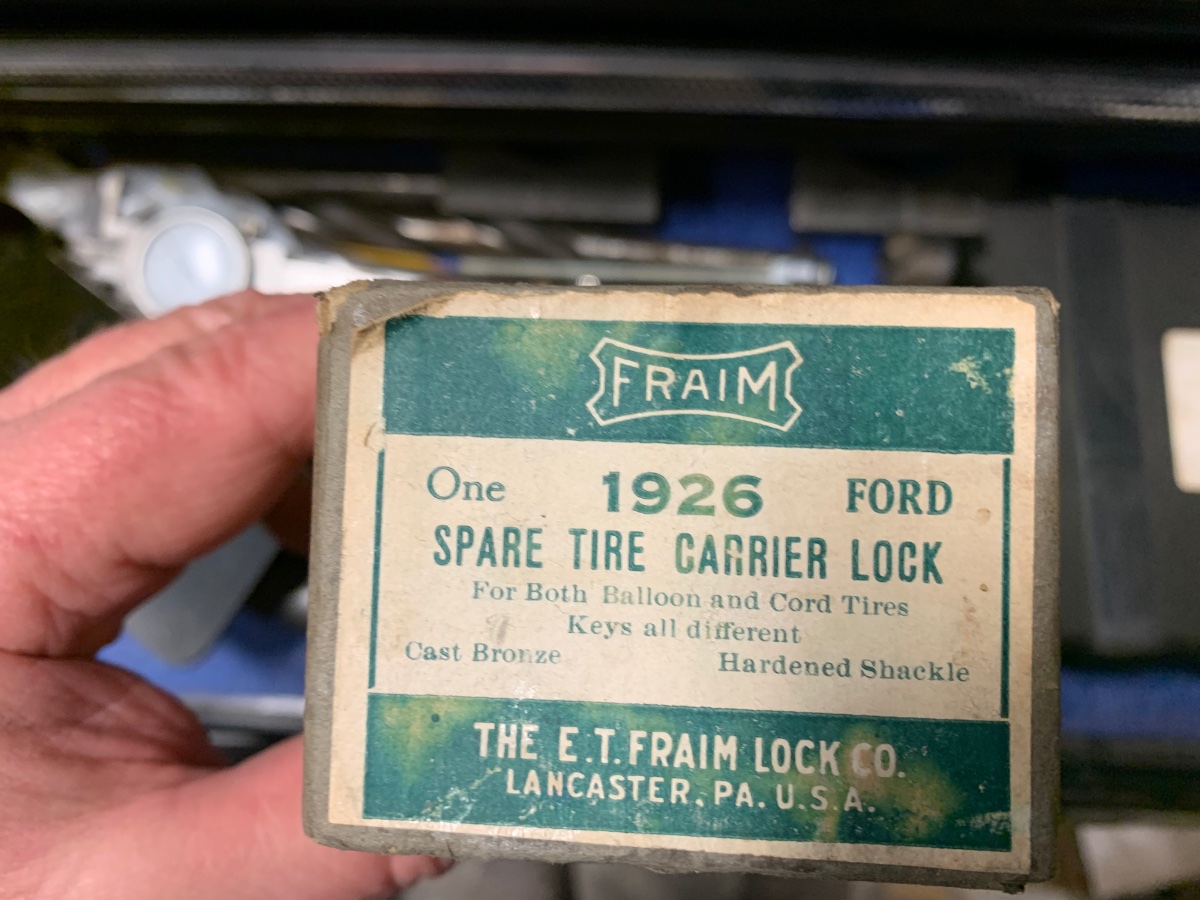 FRAIM
One 1926 FORD
SPARE TIRE CARRIER LOCK
For Both Balloon and Cord Tires
Keys all different
Cast Bronze Hardened Shackle
THE E.T. FRAIM LOCK CO.
LANCASTER, PA. U.S.A.